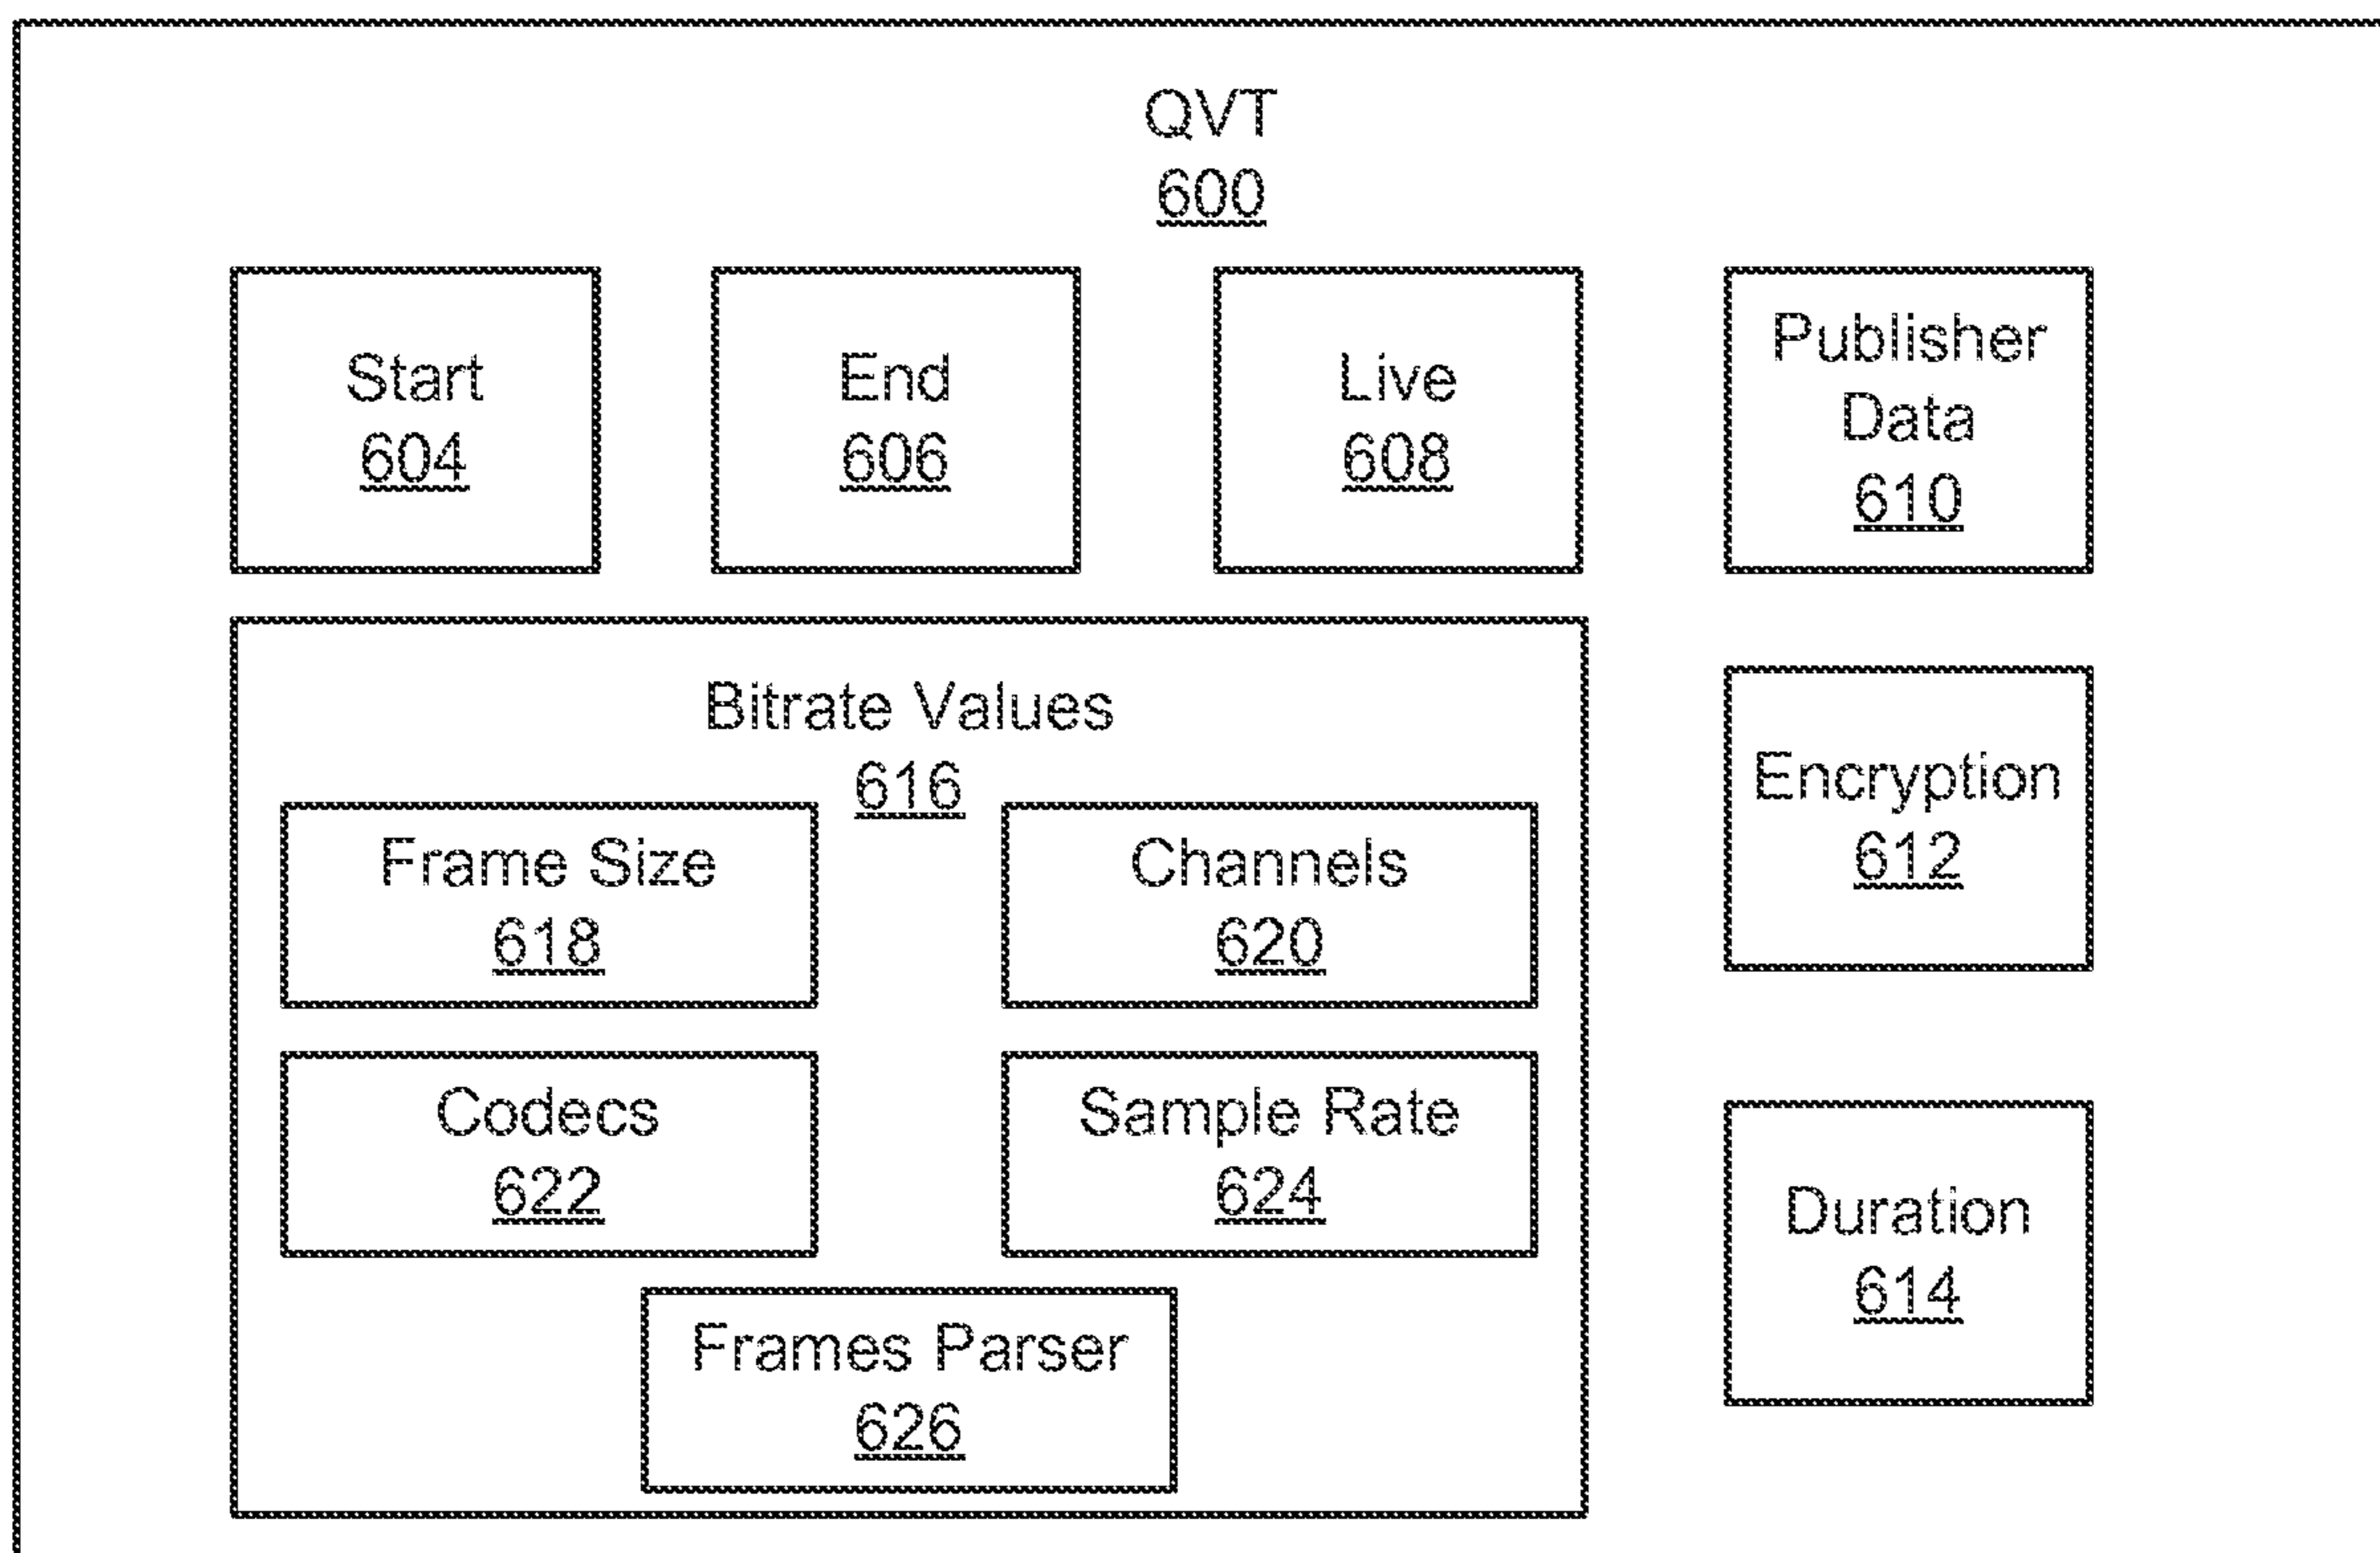 QVT
600
Start
604
End
606
Live
608
Publisher
Data
610
Bitrate Values
616
Frame Size
618
Channels
620
Codecs
622
Sample Rate
624
Frames Parser
626
Encryption
612
Duration
614